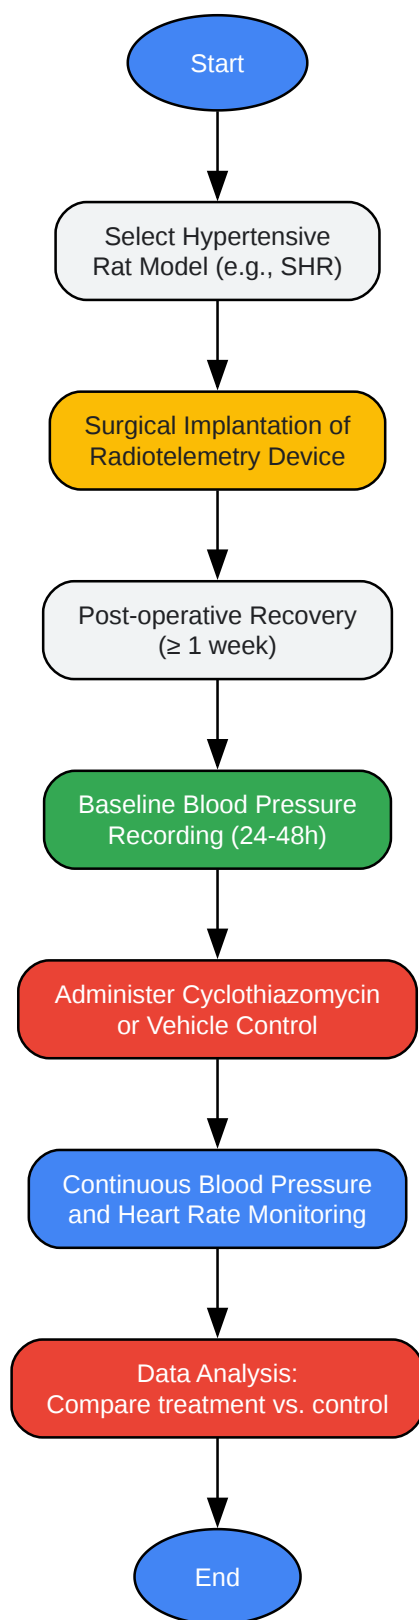 Start
Select Hypertensive
Rat Model (e.g., SHR)
Surgical Implantation of
Radiotelemetry Device
Post-operative Recovery
(≥ 1 week)
Baseline Blood Pressure
Recording (24-48h)
Administer Cyclothiazomycin
or Vehicle Control
Continuous Blood Pressure
and Heart Rate Monitoring
Data Analysis:
Compare treatment vs. control
End